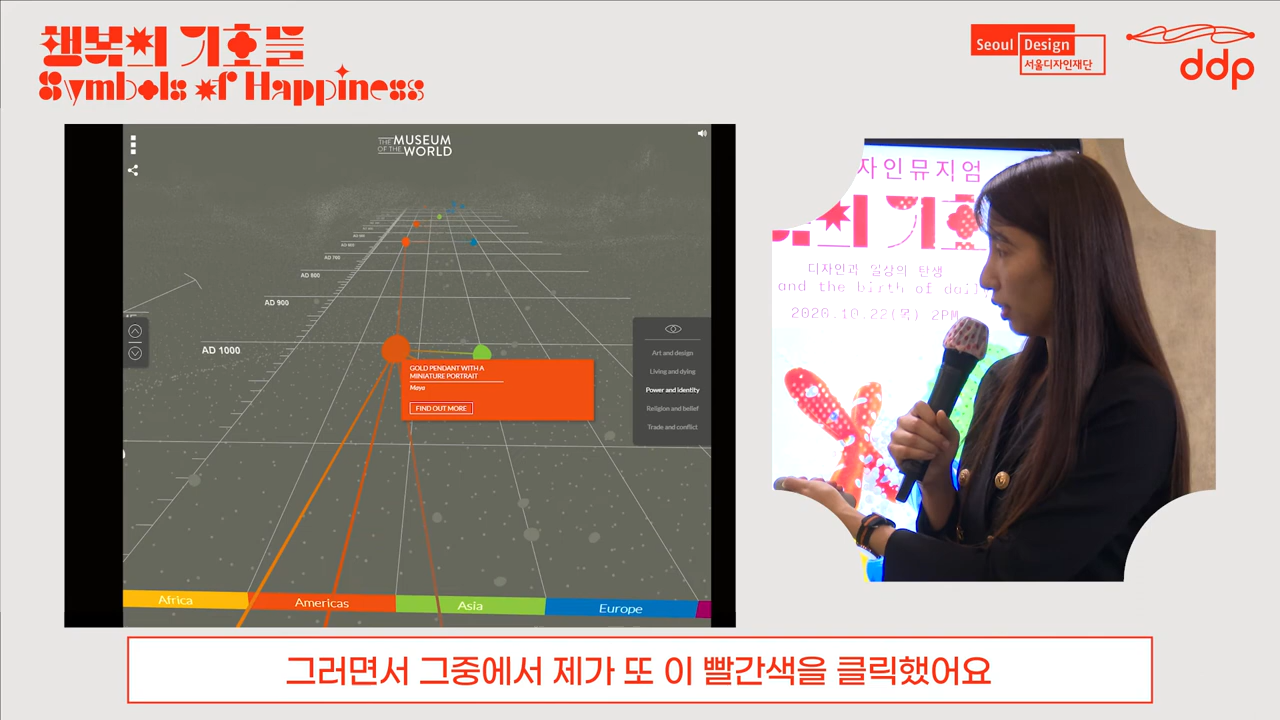 행복의 기호들
Symbols of Happiness
Seoul Design
서울디자인재단
ddp
THE MUSEUM
OF THE WORLD
AD 800
AD 900
AD 1000
GOLD PENDANT WITH A
MINIATURE PORTRAIT
Maya
FIND OUT MORE
Art and design
Living and dying
Power and identity
Religion and belief
Trade and conflict
Africa
Americas
Asia
Europe
자인뮤지엄
의 기호
디자인과 일상의 탄생
and the birth of dail
2020.10.22(목) 2PM
그러면서 그중에서 제가 또 이 빨간색을 클릭했어요